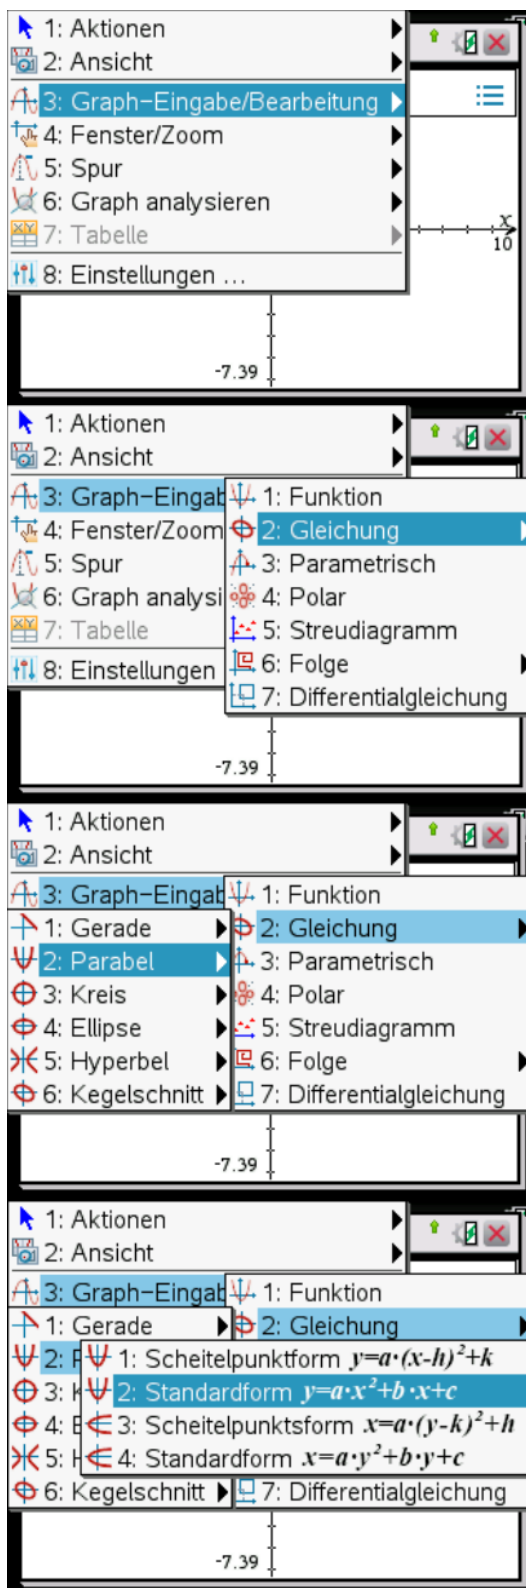 1: Aktionen
2: Ansicht
3: Graph-Eingabe/Bearbeitung
4: Fenster/Zoom
5: Spur
6: Graph analysieren
7: Tabelle
8: Einstellungen ...
x
10
-7.39
1: Aktionen
2: Ansicht
3: Graph-Eingab
4: Fenster/Zoom
5: Spur
6: Graph analysi
7: Tabelle
8: Einstellungen
1: Funktion
2: Gleichung
3: Parametrisch
4: Polar
5: Streudiagramm
6: Folge
7: Differentialgleichung
-7.39
1: Aktionen
2: Ansicht
3: Graph-Eingab
1: Gerade
2: Parabel
3: Kreis
4: Ellipse
5: Hyperbel
6: Kegelschnitt
1: Funktion
2: Gleichung
3: Parametrisch
4: Polar
5: Streudiagramm
6: Folge
7: Differentialgleichung
-7.39
1: Aktionen
2: Ansicht
3: Graph-Eingab
1: Funktion
1: Gerade
2: Gleichung
2:
1: Scheitelpunktform y=a·(x-h)²+k
2: Standardform y=a·x²+b·x+c
3: K
3: Scheitelpunktsform x=a·(y-k)²+h
4: E
4: Standardform x=a·y²+b·y+c
5: H
6: Kegelschnitt
7: Differentialgleichung
-7.39